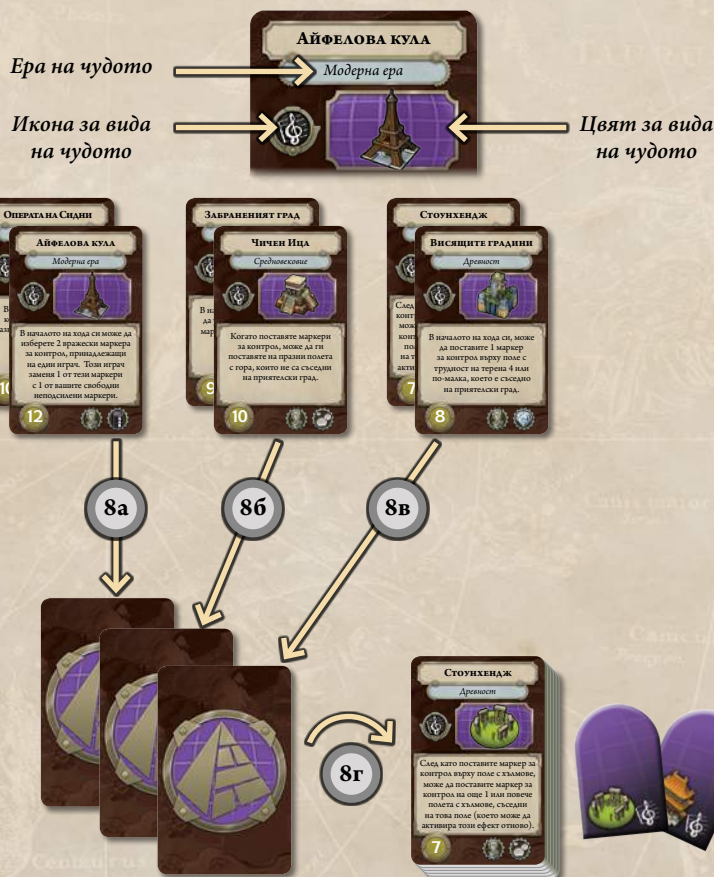 Айфелова кула
Модерна ера
Ера на чудото
Икона за вида
на чудото
Цвят за вида
на чудото
Операта на Сидни
Айфелова кула
Модерна ера
В началото на хода си може да
изберете 2 вражески маркера
за контрол, принадлежащи
на един играч. Този играч
заменя 1 от тези маркери
с 1 от вашите свободни
неподсилени маркери.
10
12
Забраненият град
Чичен Ица
Средновековие
Когато поставяте маркери
за контрол, може да ги
поставяте на празни полета
с гора, които не са съседни
на приятелски град.
9
10
Стоунхендж
Висящите градини
Древност
В началото на хода си, може
да поставите 1 маркер
за контрол върху поле с
трудност на терена 4 или
по-малка, което е съседно
на приятелски град.
7
8
8а
8б
8в
8г
Стоунхендж
Древност
След като поставите маркер за
контрол върху поле с хълмове,
може да поставите маркер за
контрол на още 1 или повече
полета с хълмове, съседни
на това поле (което може да
активира този ефект отново).
7